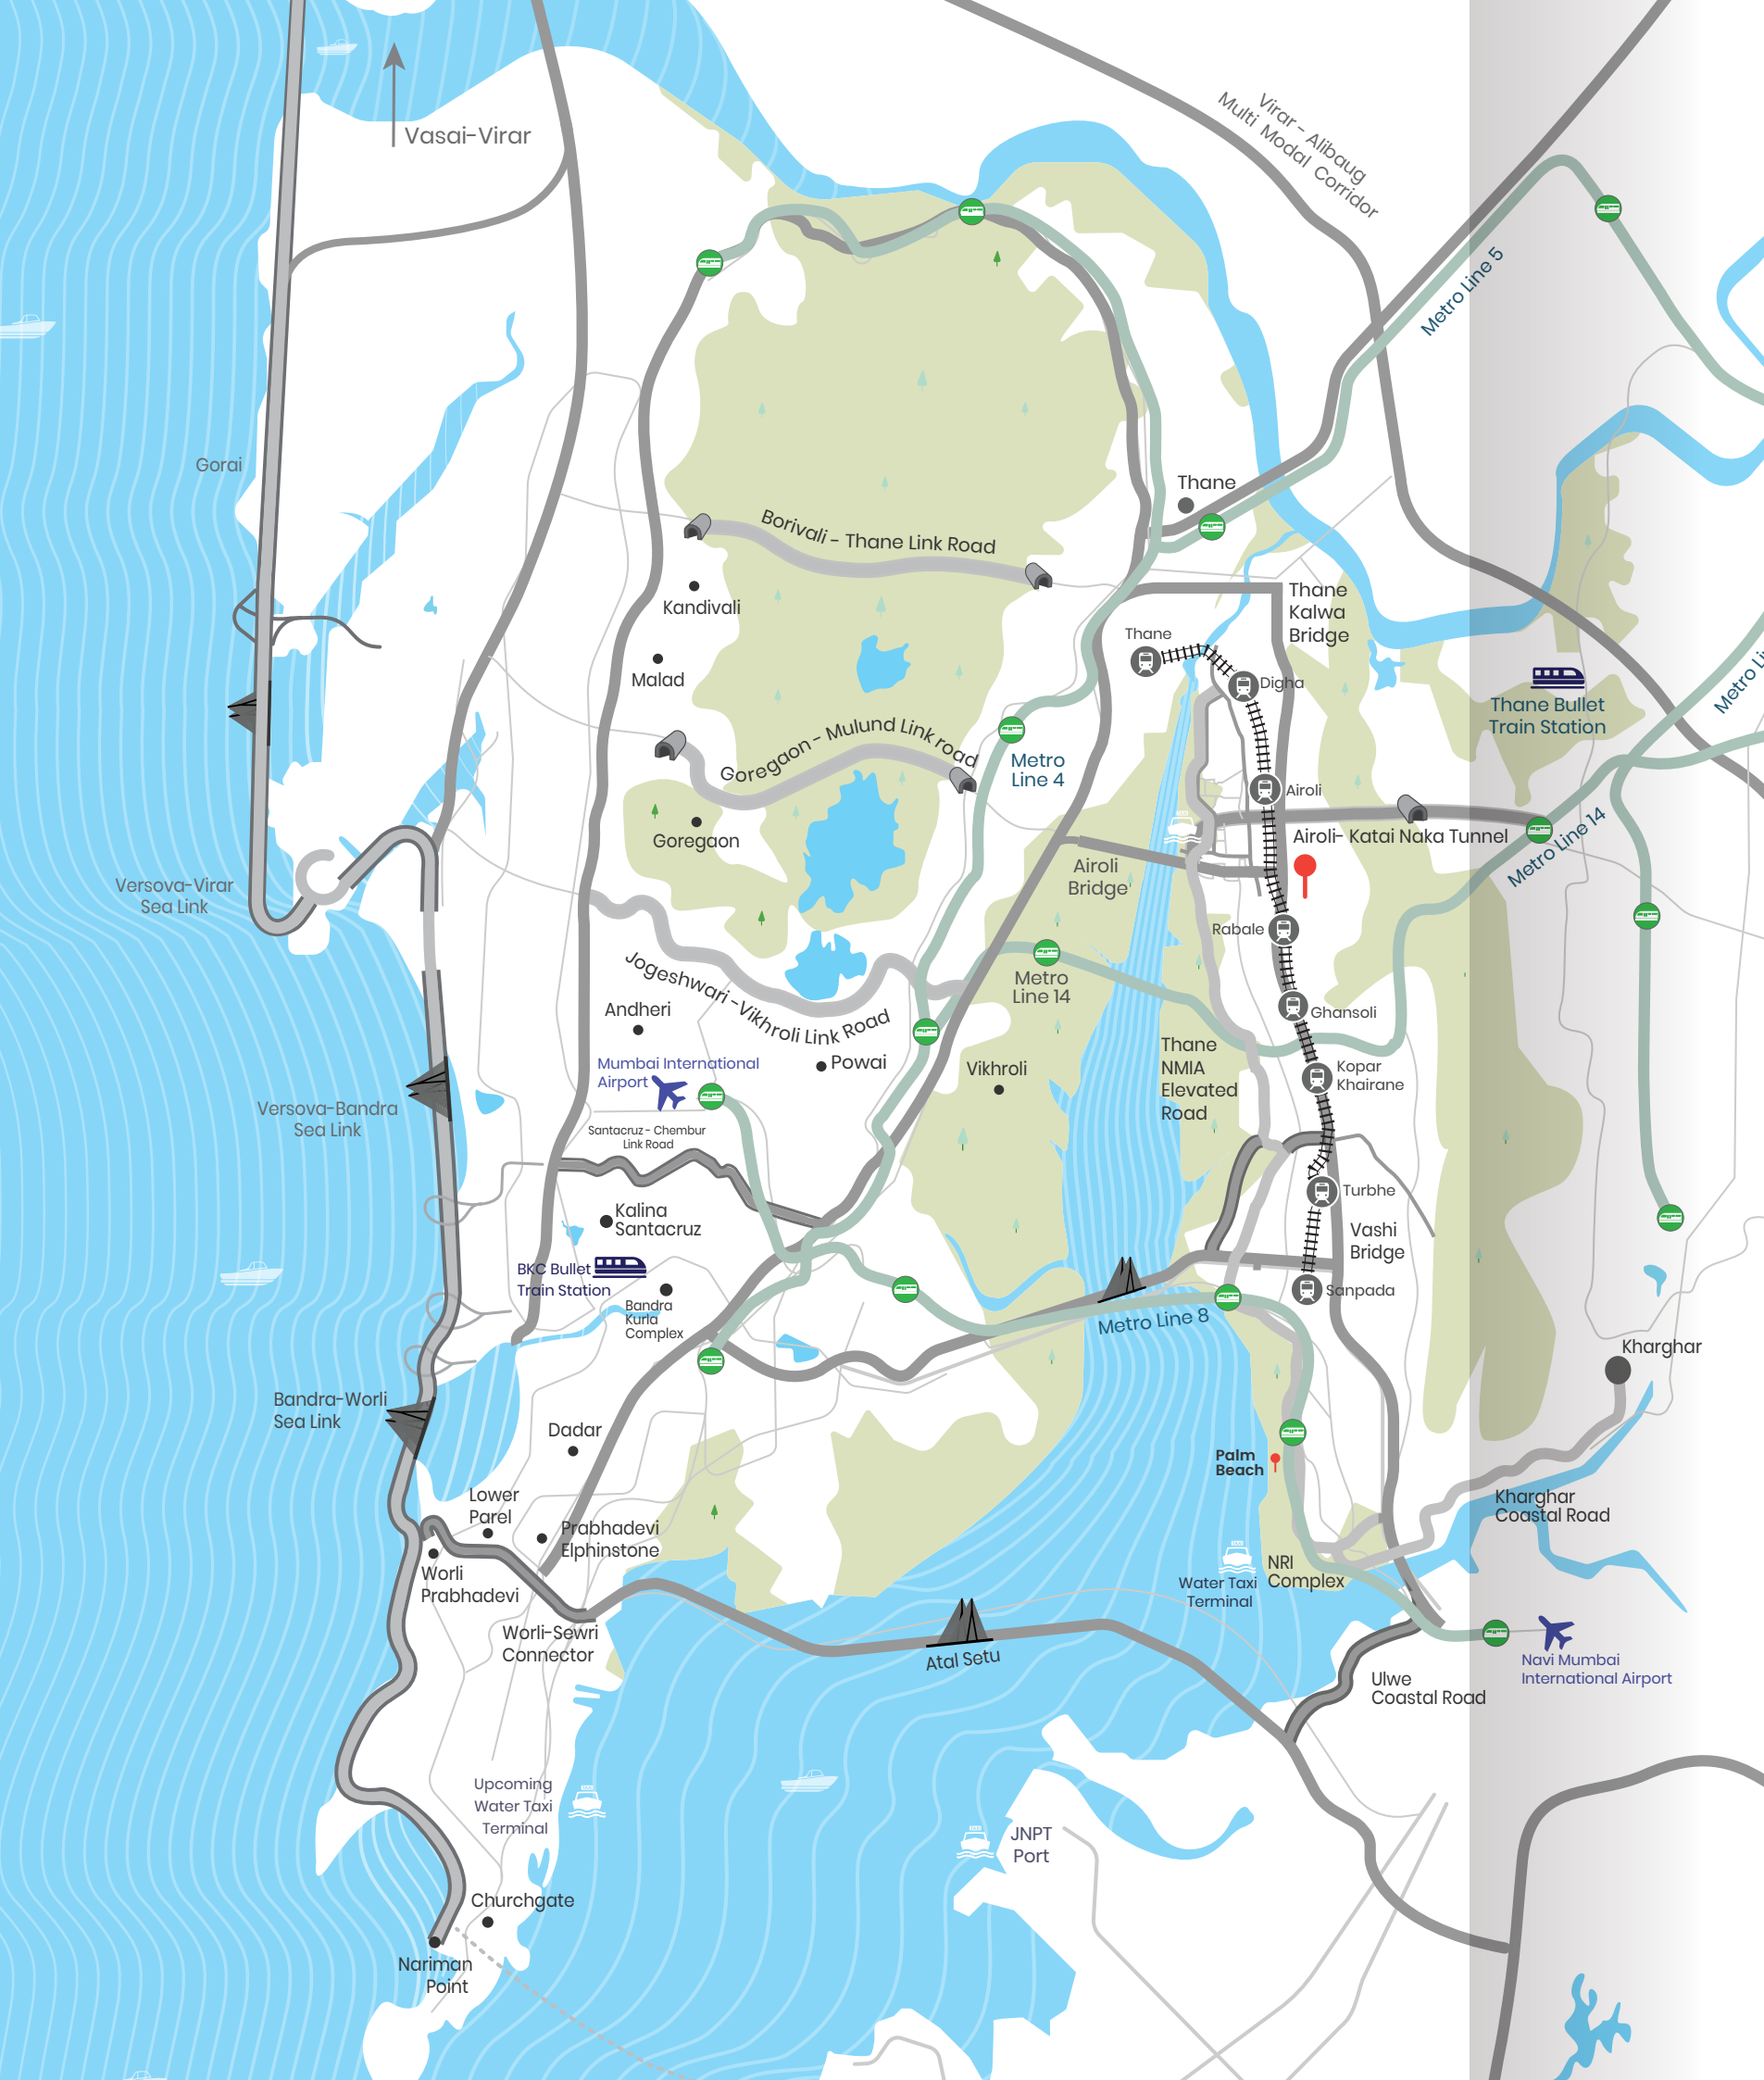 Vasai-Virar
Virar - Alibaug
Multi Modal Corridor
Metro Line 5
Gorai
Thane
Borivali - Thane Link Road
Kandivali
Thane
Kalwa
Bridge
Thane
Malad
Digha
Thane Bullet
Train Station
Goregaon - Mulund Link road
Metro
Line 4
Airoli
Goregaon
Airoli- Katai Naka Tunnel
Metro Line 14
Airoli
Bridge
Versova-Virar
Sea Link
Rabale
Jogeshwari -Vikhroli Link Road
Metro
Line 14
Andheri
Ghansoli
Mumbai International
Airport
Powai
Vikhroli
Thane
NMIA
Elevated
Road
Kopar
Khairane
Versova-Bandra
Sea Link
Santacruz - Chembur
Link Road
Turbhe
Kalina
Santacruz
Vashi
Bridge
BKC Bullet
Train Station
Bandra
Kurla
Complex
Sanpada
Metro Line 8
Kharghar
Bandra-Worli
Sea Link
Dadar
Palm
Beach
Lower
Parel
Kharghar
Coastal Road
Prabhadevi
Elphinstone
Worli
Prabhadevi
NRI
Complex
Water Taxi
Terminal
Worli-Sewri
Connector
Atal Setu
Navi Mumbai
International Airport
Ulwe
Coastal Road
Upcoming
Water Taxi
Terminal
JNPT
Port
Churchgate
Nariman
Point